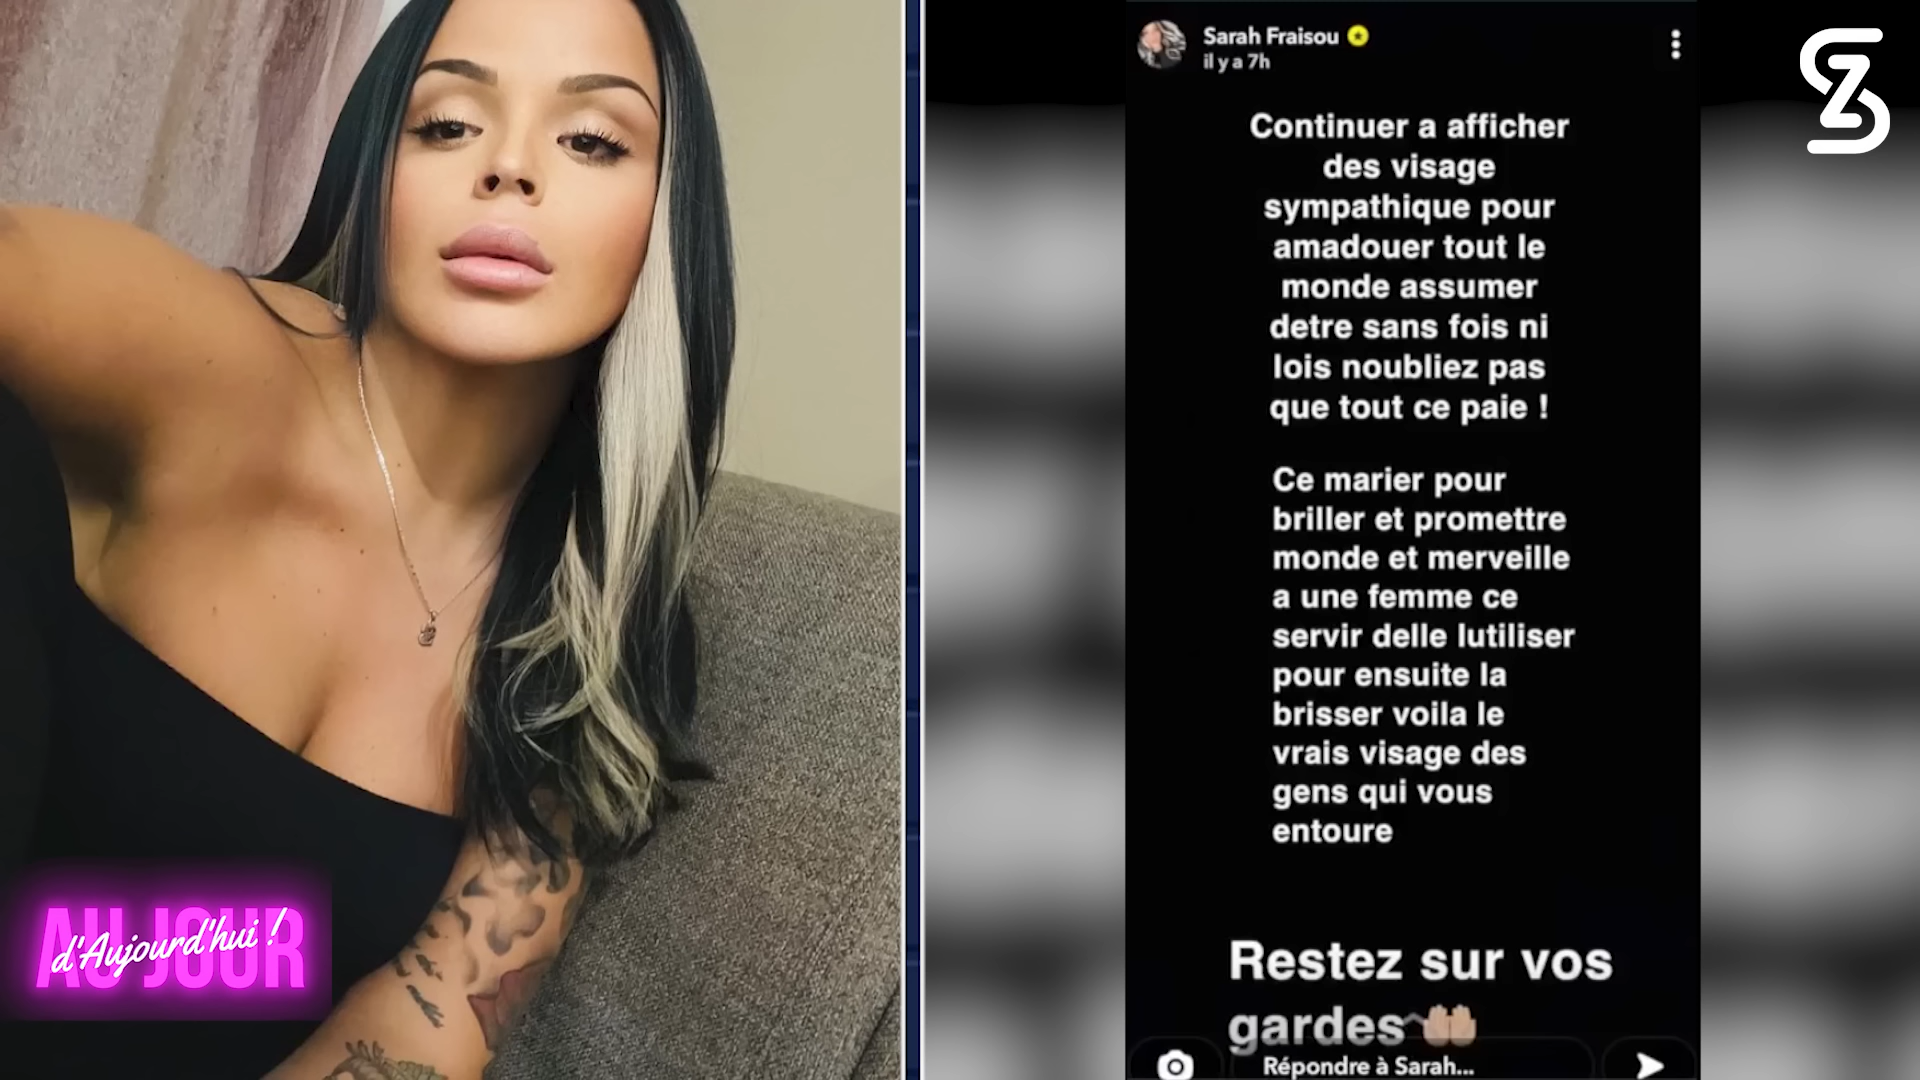 Sarah Fraisou
il y a 7h
Continuer a afficher
des visage
sympathique pour
amadouer tout le
monde assumer
detre sans fois ni
lois noubliez pas
que tout ce paie !
Ce marier pour
briller et promettre
monde et merveille
a une femme ce
servir delle lutiliser
pour ensuite la
brisser voila le
vrais visage des
gens qui vous
entoure
Restez sur vos
gardes
Répondre à Sarah...
AU JOUR
d'Aujourd'hui !